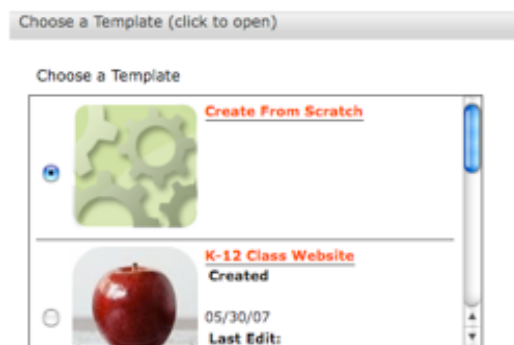 Choose a Template (click to open)
Choose a Template
Create From Scratch
K-12 Class Website
Created
05/30/07
Last Edit: